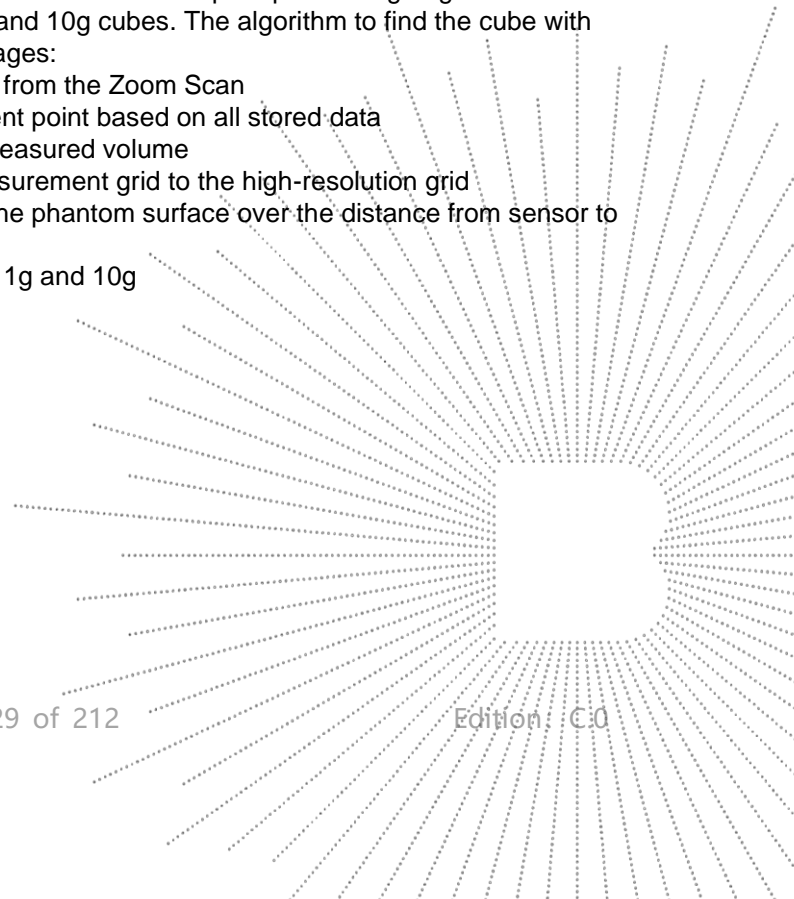 and 10g cubes. The algorithm to find the cube with
ages:
from the Zoom Scan
ent point based on all stored data
easured volume
surement grid to the high-resolution grid
he phantom surface over the distance from sensor to
1g and 10g
29 of 212 Edition: C.0